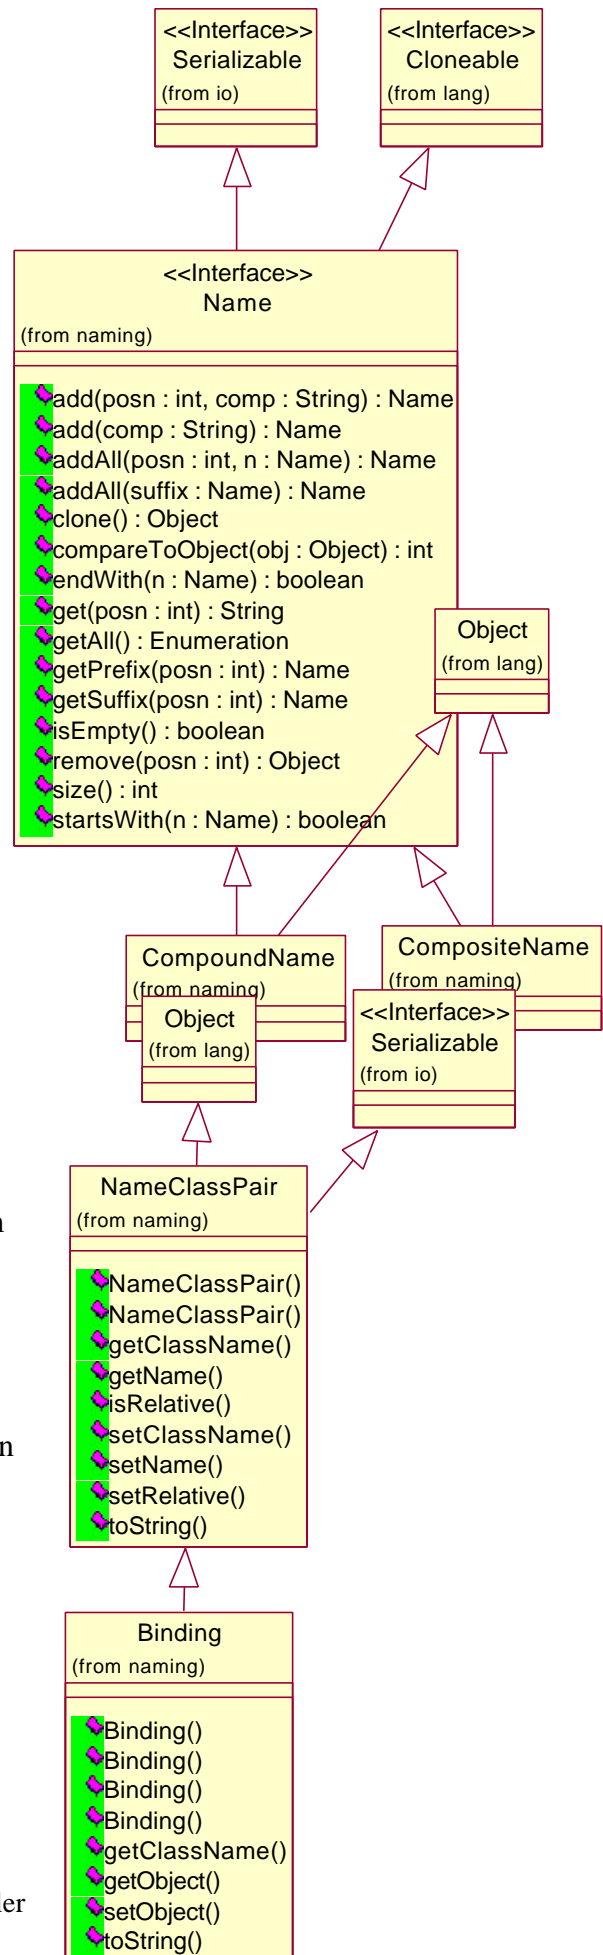 <<Interface>>
Serializable
(from io)
<<Interface>>
Cloneable
(from lang)
<<Interface>>
Name
(from naming)
add(posn : int, comp : String) : Name
add(comp : String) : Name
addAll(posn : int, n : Name) : Name
addAll(suffix : Name) : Name
clone() : Object
compareToObject(obj : Object) : int
endWith(n : Name) : boolean
get(posn : int) : String
getAll() : Enumeration
getPrefix(posn : int) : Name
getSuffix(posn : int) : Name
isEmpty() : boolean
remove(posn : int) : Object
size() : int
startsWith(n : Name) : boolean
Object
(from lang)
CompoundName
(from naming)
CompositeName
(from naming)
Object
(from lang)
<<Interface>>
Serializable
(from io)
NameClassPair
(from naming)
NameClassPair()
NameClassPair()
getClassName()
getName()
isRelative()
setClassName()
setName()
setRelative()
toString()
Binding
(from naming)
Binding()
Binding()
Binding()
Binding()
getClassName()
getObject()
setObject()
toString()